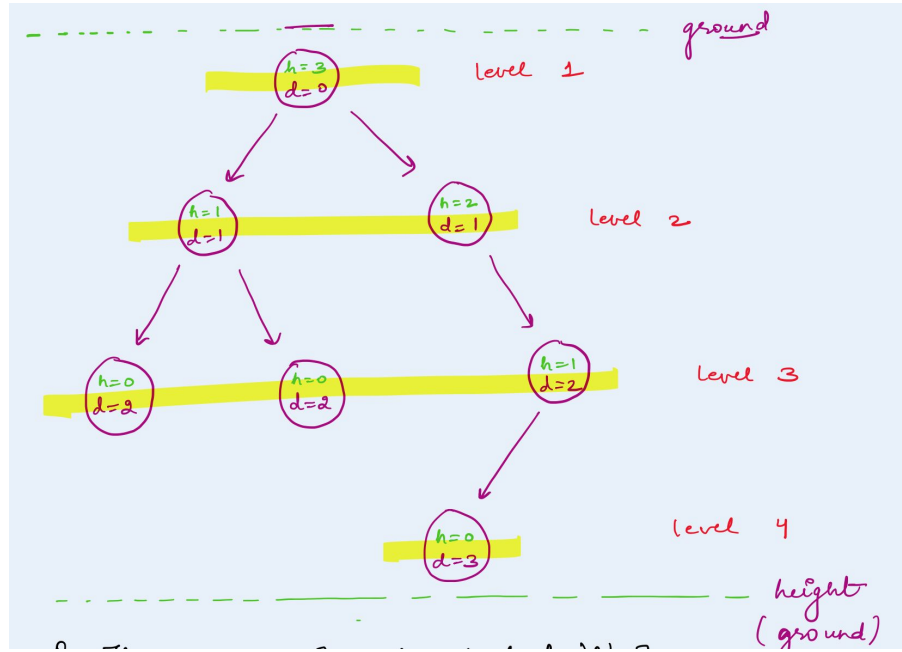 ground
h=3
d=0
level 1
h=1
d=1
h=2
d=1
level 2
h=0
d=2
h=0
d=2
h=1
d=2
level 3
h=0
d=3
level 4
height
(ground)